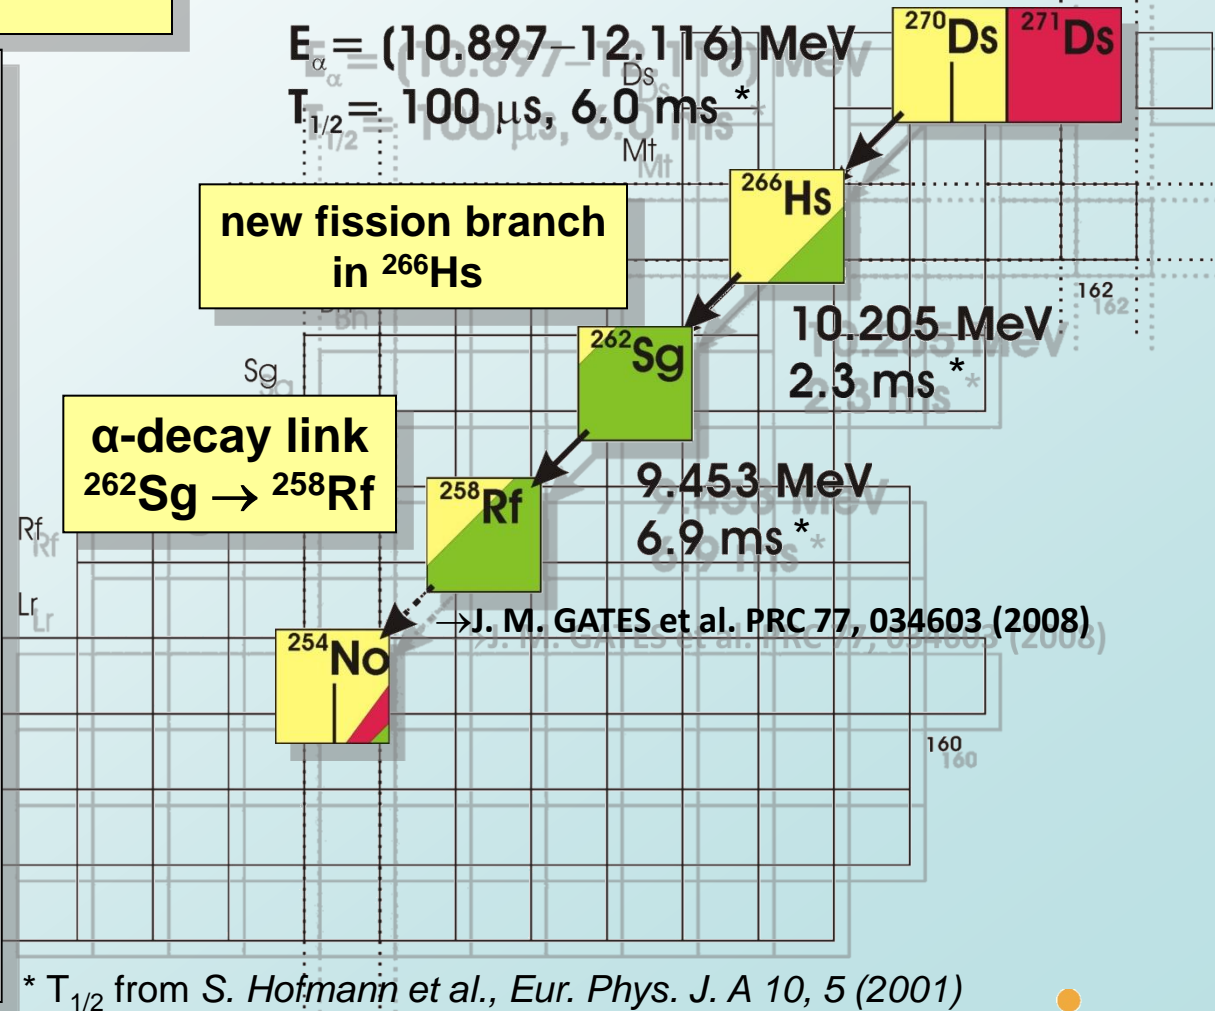 E_α = (10.897–12.116) MeV
T_1/2 = 100 μs, 6.0 ms *
²⁷⁰Ds ²⁷¹Ds
Ds
Mt
²⁶⁶Hs
new fission branch
in ²⁶⁶Hs
162
10.205 MeV
2.3 ms *
²⁶²Sg
Sg
α-decay link
²⁶²Sg → ²⁵⁸Rf
9.453 MeV
6.9 ms *
²⁵⁸Rf
Rf
Lr
→J. M. GATES et al. PRC 77, 034603 (2008)
²⁵⁴No
160
* T_1/2 from S. Hofmann et al., Eur. Phys. J. A 10, 5 (2001)